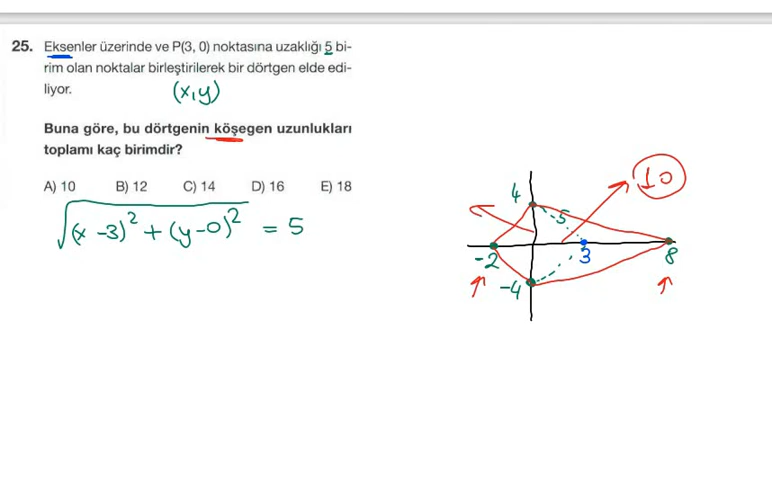 25. Eksenler üzerinde ve P(3, 0) noktasına uzaklığı 5 bi-
rim olan noktalar birleştirilerek bir dörtgen elde edi-
liyor.
(x,y)
Buna göre, bu dörtgenin köşegen uzunlukları
toplamı kaç birimdir?
A) 10 B) 12 C) 14 D) 16 E) 18
√(x-3)² + (y-0)² = 5
10
4
5
-2
3
8
-4